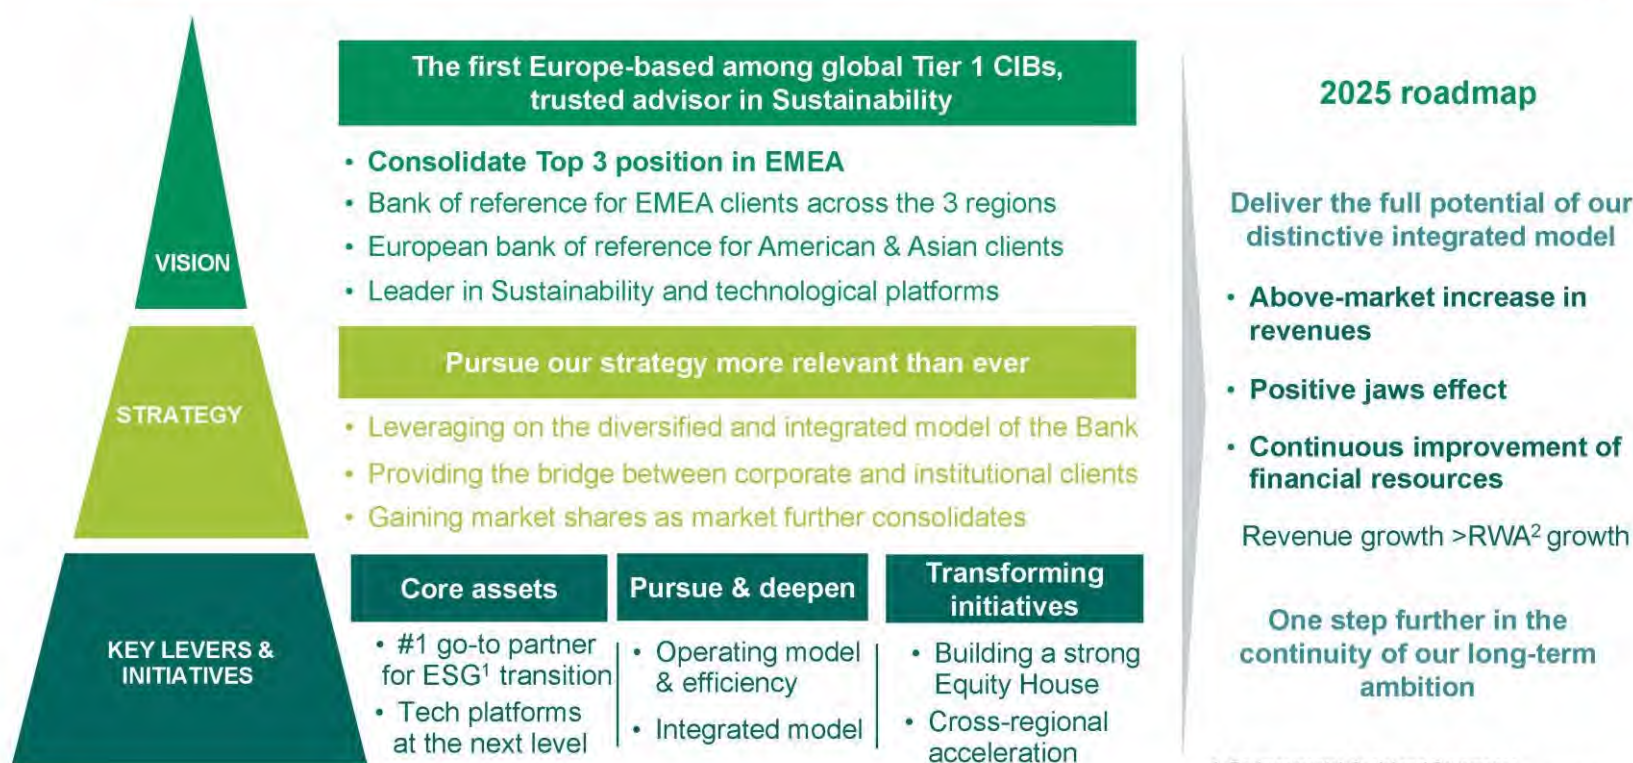 The first Europe-based among global Tier 1 CIBs,
trusted advisor in Sustainability
• Consolidate Top 3 position in EMEA
• Bank of reference for EMEA clients across the 3 regions
• European bank of reference for American & Asian clients
• Leader in Sustainability and technological platforms
VISION
Pursue our strategy more relevant than ever
STRATEGY
• Leveraging on the diversified and integrated model of the Bank
• Providing the bridge between corporate and institutional clients
• Gaining market shares as market further consolidates
KEY LEVERS &
INITIATIVES
Core assets
• #1 go-to partner
for ESG¹ transition
• Tech platforms
at the next level
Pursue & deepen
• Operating model
& efficiency
• Integrated model
Transforming
initiatives
• Building a strong
Equity House
• Cross-regional
acceleration
2025 roadmap
Deliver the full potential of our
distinctive integrated model
• Above-market increase in
revenues
• Positive jaws effect
• Continuous improvement of
financial resources
Revenue growth >RWA² growth
One step further in the
continuity of our long-term
ambition